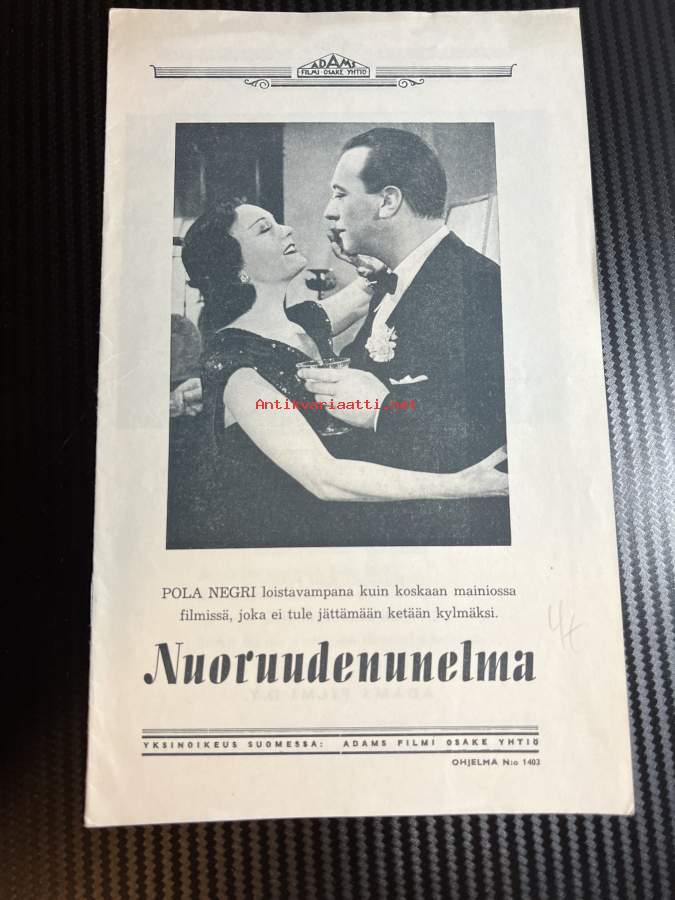 ADAMS
FILMI OSAKE YHTIÖ
Antikvariaatti.net
POLA NEGRI loistavampana kuin koskaan mainiossa
filmissä, joka ei tule jättämään ketään kylmäksi.
Nuoruudenunelma
YKSINOIKEUS SUOMESSA: ADAMS FILMI OSAKE YHTIÖ
OHJELMA N:o 1403